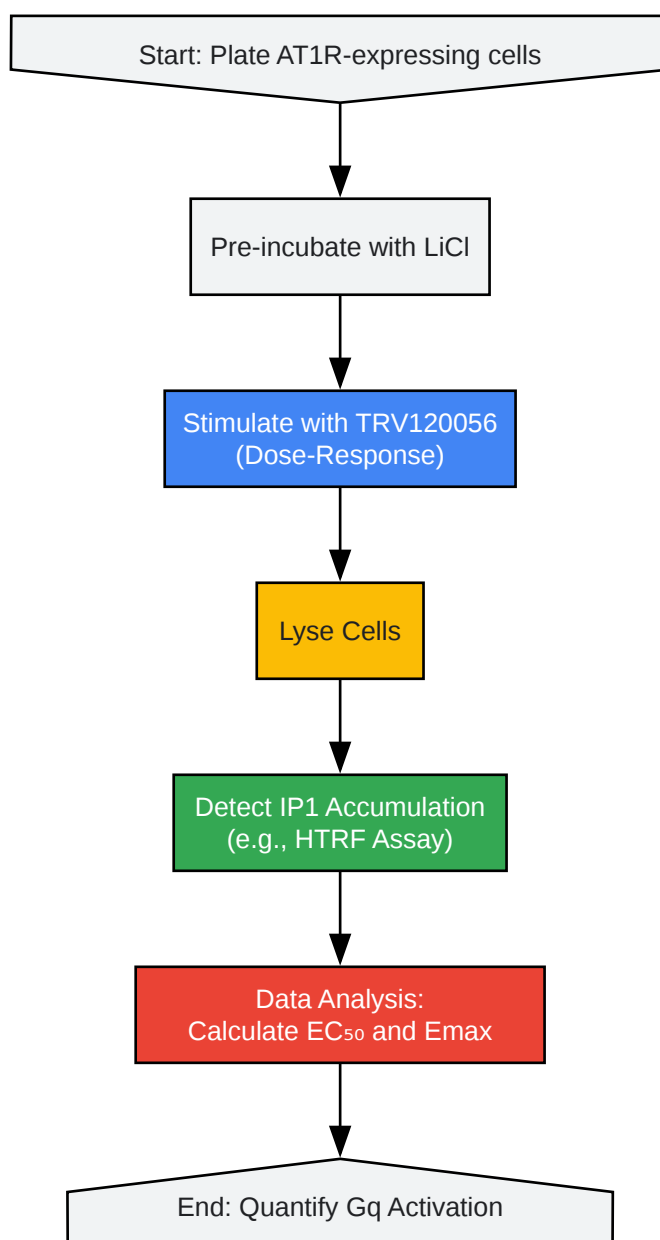 Start: Plate AT1R-expressing cells
Pre-incubate with LiCl
Stimulate with TRV120056
(Dose-Response)
Lyse Cells
Detect IP1 Accumulation
(e.g., HTRF Assay)
Data Analysis:
Calculate EC₅₀ and Emax
End: Quantify Gq Activation